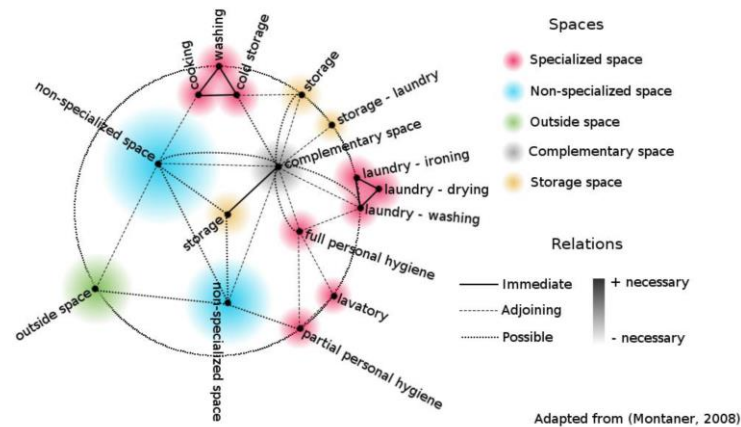 washing
cooking
cold storage
storage
storage - laundry
non-specialized space
complementary space
laundry - ironing
laundry - drying
laundry - washing
storage
full personal hygiene
outside space
non-specialized space
lavatory
partial personal hygiene
Spaces
Specialized space
Non-specialized space
Outside space
Complementary space
Storage space
Relations
Immediate
Adjoining
Possible
+ necessary
- necessary
Adapted from (Montaner, 2008)